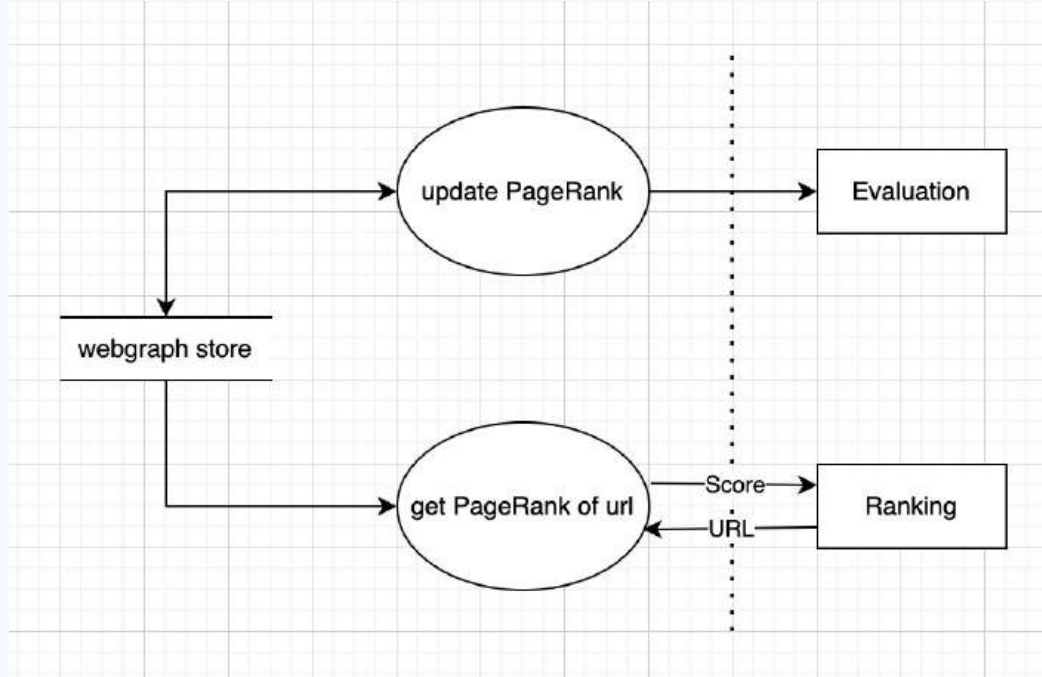 update PageRank
Evaluation
webgraph store
get PageRank of url
Score
URL
Ranking